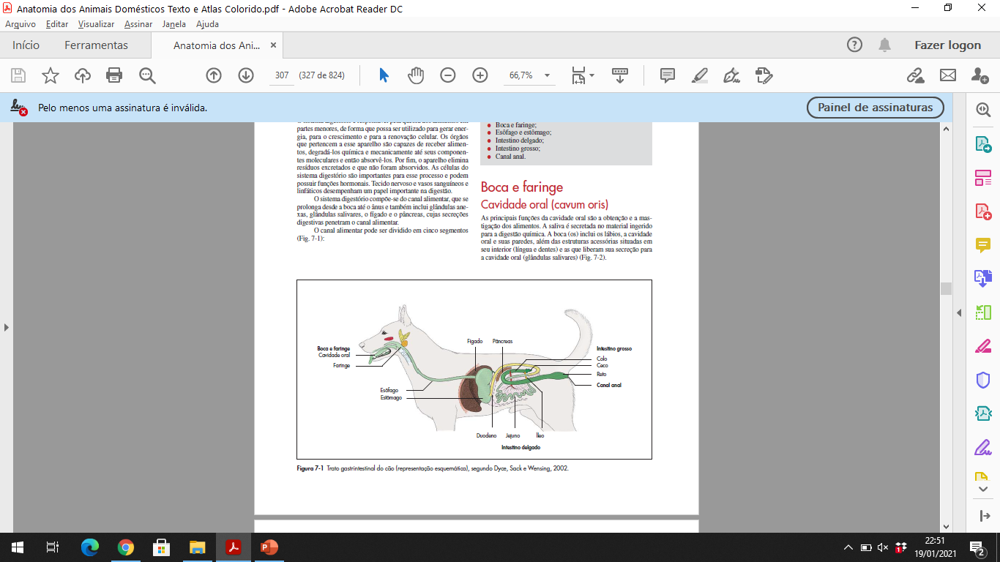 Anatomia dos Animais Domésticos Texto e Atlas Colorido.pdf - Adobe Acrobat Reader DC
Arquivo Editar Visualizar Assinar Janela Ajuda
Início Ferramentas Anatomia dos Ani... ×
? Fazer logon
307 (327 de 824) 66,7%
Pelo menos uma assinatura é inválida.
Painel de assinaturas
partes menores, de forma que possa ser utilizado para gerar ener-
gia, para o crescimento e para a renovação celular. Os órgãos
que pertencem a esse aparelho são capazes de receber alimen-
tos, degradá-los química e mecanicamente até seus componen-
tes moleculares e então absorvê-los. Por fim, o aparelho elimina
resíduos excretados e que não foram absorvidos. As células do
sistema digestório são importantes para esse processo e podem
possuir funções hormonais. Tecido nervoso e vasos sanguíneos e
linfáticos desempenham um papel importante na digestão.
O sistema digestório compõe-se do canal alimentar, que se
prolonga desde a boca até o ânus e também inclui glândulas ane-
xas, glândulas salivares, o fígado e o pâncreas, cujas secreções
digestivas penetram o canal alimentar.
O canal alimentar pode ser dividido em cinco segmentos
(Fig. 7-1):
● Boca e faringe;
● Esôfago e estômago;
● Intestino delgado;
● Intestino grosso;
● Canal anal.
Boca e faringe
Cavidade oral (cavum oris)
As principais funções da cavidade oral são a obtenção e a mas-
tigação dos alimentos. A saliva é secretada no material ingerido
para a digestão química. A boca (os) inclui os lábios, a cavidade
oral e suas paredes, além das estruturas acessórias situadas em
seu interior (língua e dentes) e as que liberam sua secreção para
a cavidade oral (glândulas salivares) (Fig. 7-2).
Boca e faringe
Cavidade oral
Faringe
Esôfago
Estômago
Fígado
Pâncreas
Intestino grosso
Colo
Ceco
Reto
Canal anal
Duodeno
Jejuno
Íleo
Intestino delgado
Figura 7-1 Trato gastrintestinal do cão (representação esquemática), segundo Dyce, Sack e Wensing, 2002.
22:51
19/01/2021
1
2